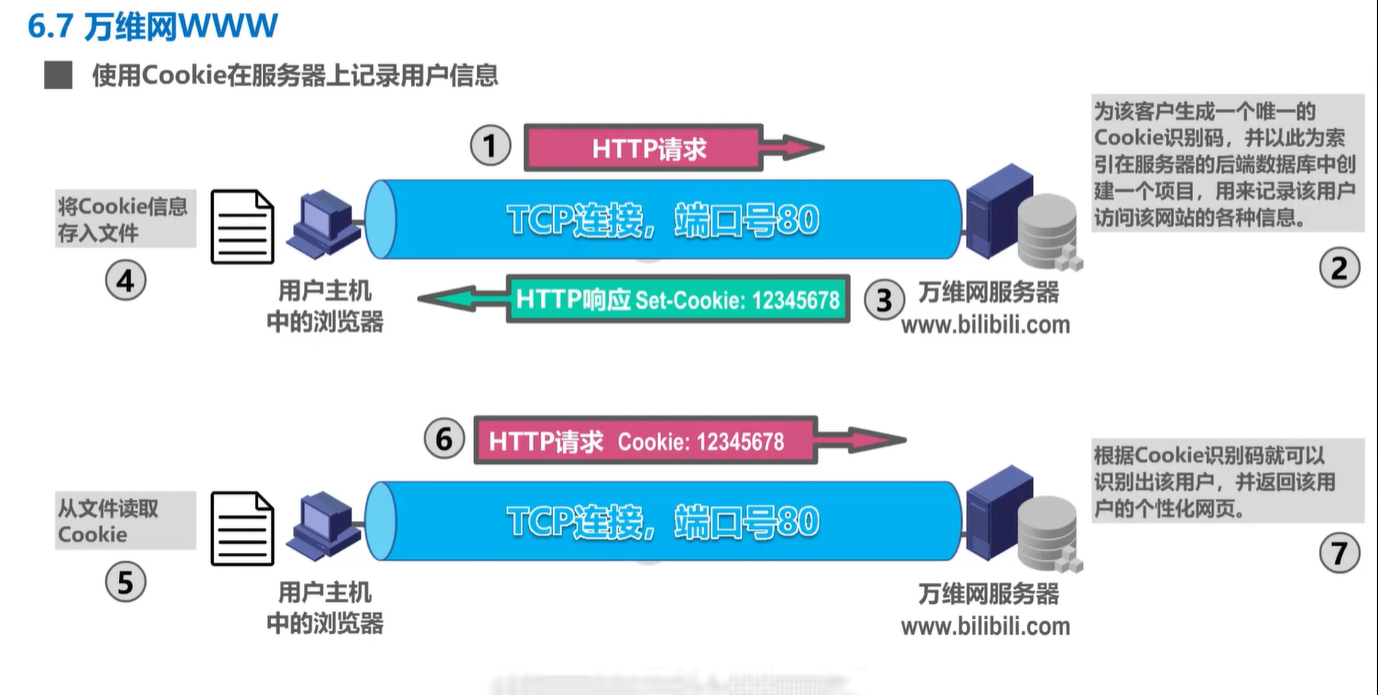 6.7 万维网WWW
使用Cookie在服务器上记录用户信息
1
HTTP请求
为该客户生成一个唯一的
Cookie识别码，并以此为索
引在服务器的后端数据库中创
建一个项目，用来记录该用户
访问该网站的各种信息。
2
将Cookie信息
存入文件
4
TCP连接，端口号80
用户主机
中的浏览器
HTTP响应 Set-Cookie: 12345678
3
万维网服务器
www.bilibili.com
6
HTTP请求 Cookie: 12345678
根据Cookie识别码就可以
识别出该用户，并返回该用
户的个性化网页。
7
从文件读取
Cookie
5
TCP连接，端口号80
用户主机
中的浏览器
万维网服务器
www.bilibili.com